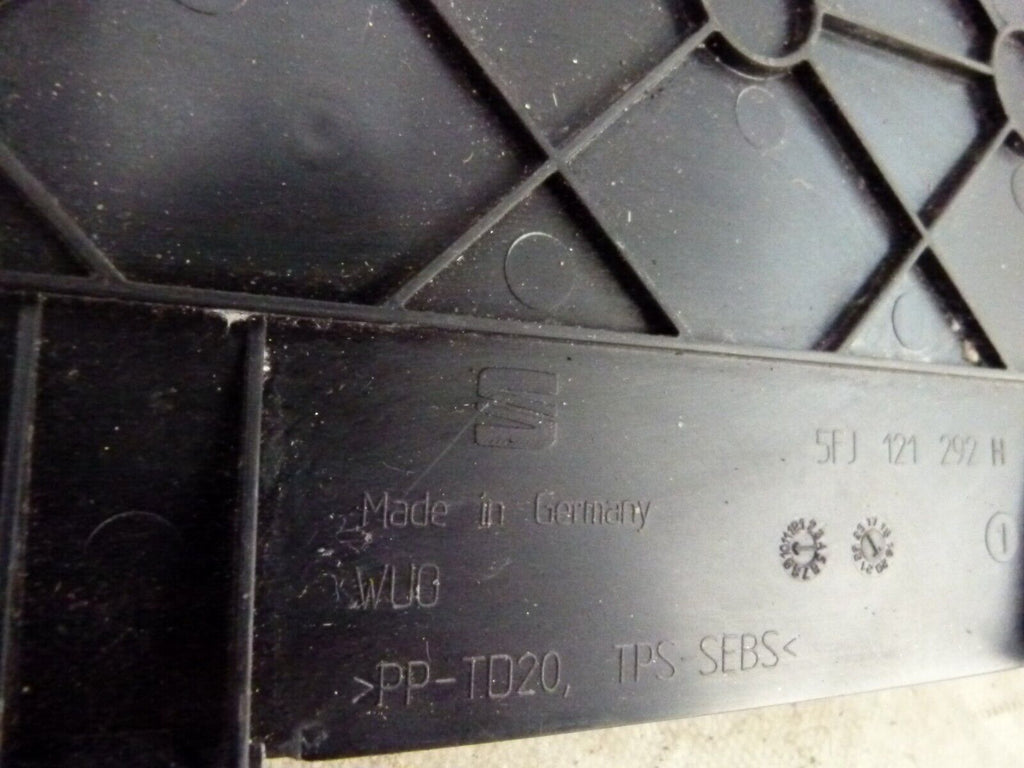 5FJ 121 292 H
Made in Germany
1
WU0
>PP-TD20, TPS-SEBS<